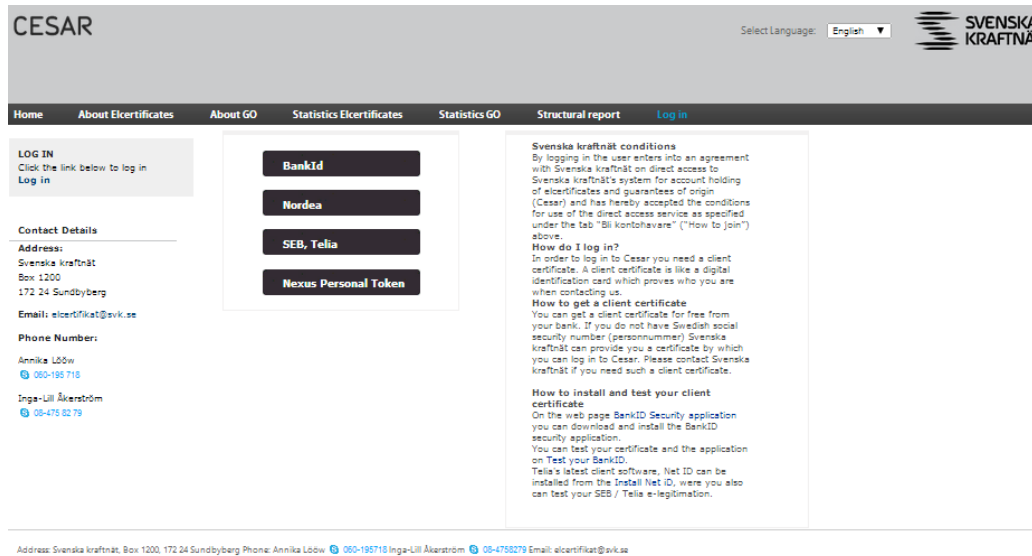 CESAR
Select Language: English
SVENSKA
KRAFTNÄ
Home About Elcertificates About GO Statistics Elcertificates Statistics GO Structural report Log in
LOG IN
Click the link below to log in
Log in
Contact Details
Address:
Svenska kraftnät
Box 1200
172 24 Sundbyberg
Email: elcertifikat@svk.se
Phone Number:
Annika Lööw
060-195 718
Inga-Lill Åkerström
08-475 82 79
BankId
Nordea
SEB, Telia
Nexus Personal Token
Svenska kraftnät conditions
By logging in the user enters into an agreement
with Svenska kraftnät on direct access to
Svenska kraftnät's system for account holding
of elcertificates and guarantees of origin
(Cesar) and has hereby accepted the conditions
for use of the direct access service as specified
under the tab "Bli kontohavare" ("How to join")
above.
How do I log in?
In order to log in to Cesar you need a client
certificate. A client certificate is like a digital
identification card which proves who you are
when contacting us.
How to get a client certificate
You can get a client certificate for free from
your bank. If you do not have Swedish social
security number (personnummer) Svenska
kraftnät can provide you a certificate by which
you can log in to Cesar. Please contact Svenska
kraftnät if you need such a client certificate.
How to install and test your client
certificate
On the web page BankID Security application
you can download and install the BankID
security application.
You can test your certificate and the application
on Test your BankID.
Telia's latest client software, Net ID can be
installed from the Install Net iD, were you also
can test your SEB / Telia e-legitimation.
Address: Svenska kraftnät, Box 1200, 172 24 Sundbyberg Phone: Annika Lööw 060-195718 Inga-Lill Åkerström 08-4758279 Email: elcertifikat@svk.se